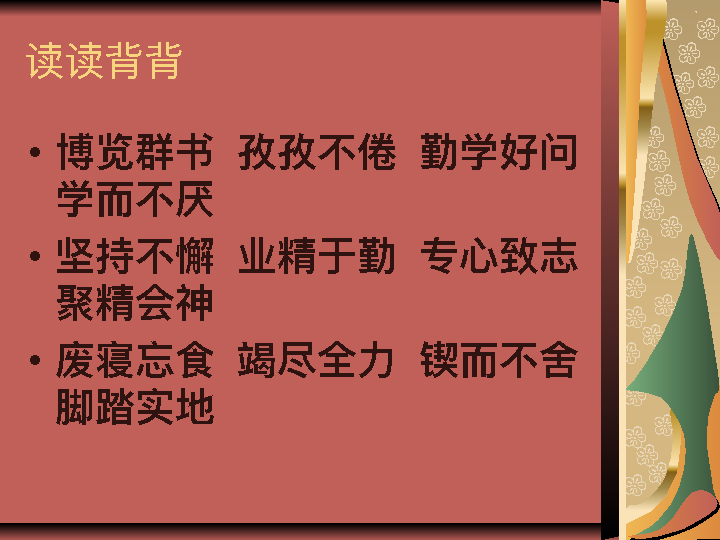 读读背背
• 博览群书 孜孜不倦 勤学好问
学而不厌
• 坚持不懈 业精于勤 专心致志
聚精会神
• 废寝忘食 竭尽全力 锲而不舍
脚踏实地